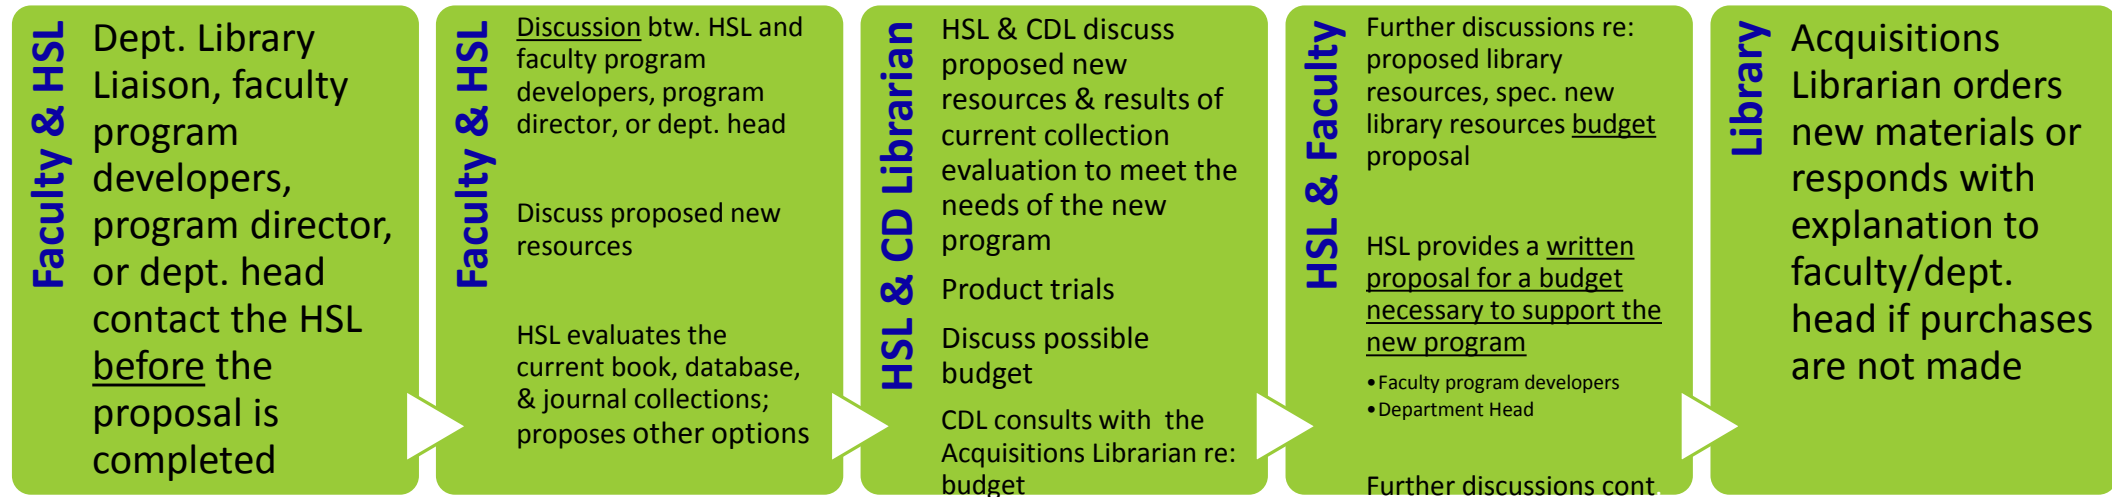 Faculty & HSL
Dept. Library
Liaison, faculty
program
developers,
program director,
or dept. head
contact the HSL
before the
proposal is
completed
Faculty & HSL
Discussion btw. HSL and
faculty program
developers, program
director, or dept. head
Discuss proposed new
resources
HSL evaluates the
current book, database,
& journal collections;
proposes other options
HSL & CD Librarian
HSL & CDL discuss
proposed new
resources & results of
current collection
evaluation to meet the
needs of the new
program
Product trials
Discuss possible
budget
CDL consults with the
Acquisitions Librarian re:
budget
HSL & Faculty
Further discussions re:
proposed library
resources, spec. new
library resources budget
proposal
HSL provides a written
proposal for a budget
necessary to support the
new program
•Faculty program developers
•Department Head
Further discussions cont.
Library
Acquisitions
Librarian orders
new materials or
responds with
explanation to
faculty/dept.
head if purchases
are not made